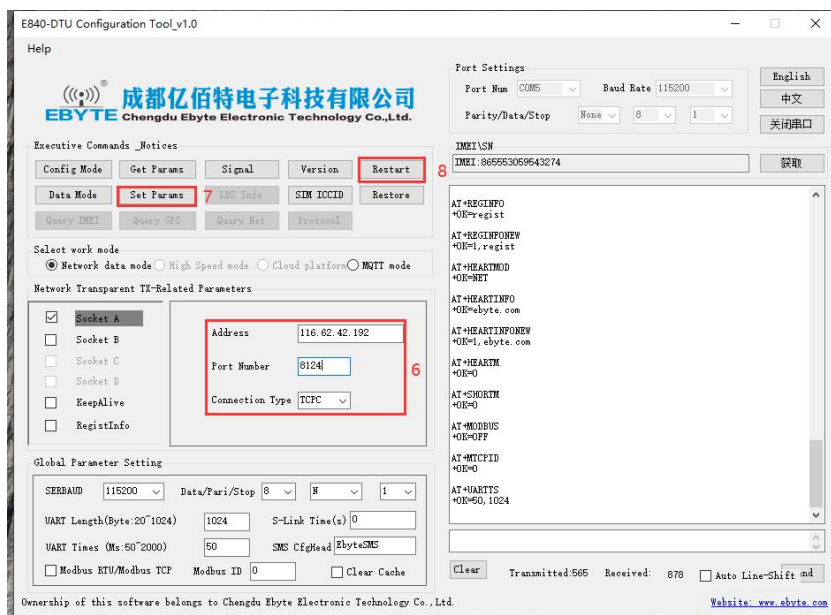 E840-DTU Configuration Tool_v1.0
Help
((•))®
EBYTE 成都亿佰特电子科技有限公司
Chengdu Ebyte Electronic Technology Co.,Ltd.
Port Settings
Port Num COM5 Baud Rate 115200
Parity/Data/Stop None 8 1
English
中文
关闭串口
Executive Commands _Notices
Config Mode Get Params Signal Version Restart 8
Data Mode Set Params 7 LBS Info SIM ICCID Restore
Query IMEI Query GPS Query Net Protocol
IMEI\SN
IMEI:865553059543274 获取
Select work mode
Network data mode High Speed mode Cloud platform MQTT mode
Network Transparent TX-Related Parameters
Socket A
Socket B
Socket C
Socket D
KeepAlive
RegistInfo
Address 116.62.42.192
Port Number 8124
Connection Type TCPC
6
Global Parameter Setting
SERBAUD 115200 Data/Pari/Stop 8 N 1
UART Length(Byte:20~1024) 1024 S-Link Time(s) 0
UART Times (Ms:50~2000) 50 SMS CfgHead EbyteSMS
Modbus RTU/Modbus TCP Modbus ID 0 Clear Cache
AT+REGINFO
+OK=regist
AT+REGINFONEW
+OK=1,regist
AT+HEARTMOD
+OK=NET
AT+HEARTINFO
+OK=ebyte.com
AT+HEARTINFONEW
+OK=1,ebyte.com
AT+HEARTM
+OK=0
AT+SHORTM
+OK=0
AT+MODBUS
+OK=OFF
AT+MTCPID
+OK=0
AT+UARTTS
+OK=50,1024
Clear Transmitted:565 Received: 878 Auto Line-Shift nd
Ownership of this software belongs to Chengdu Ebyte Electronic Technology Co.,Ltd.
Website: www.ebyte.com